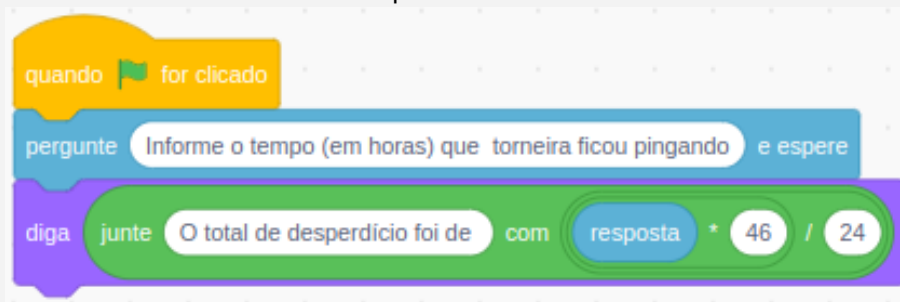 quando for clicado
pergunte Informe o tempo (em horas) que torneira ficou pingando e espere
diga junte O total de desperdício foi de com resposta * 46 / 24